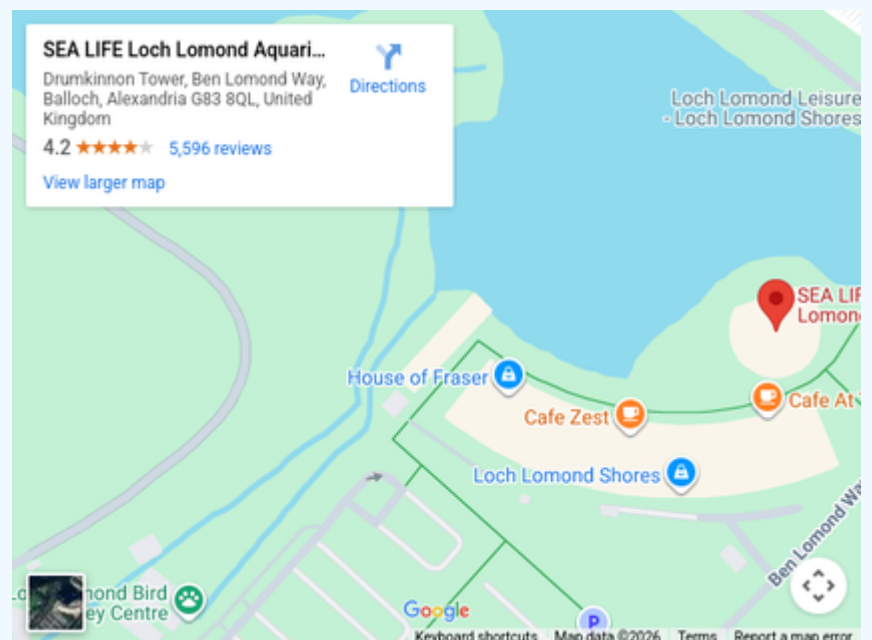 SEA LIFE Loch Lomond Aquari...
Drumkinnon Tower, Ben Lomond Way,
Balloch, Alexandria G83 8QL, United
Kingdom
4.2 5,596 reviews
View larger map
Directions
Loch Lomond Leisure
- Loch Lomond Shores
SEA LIF
Lomon
House of Fraser
Cafe Zest
Cafe At
Loch Lomond Shores
Ben Lomond Wa
Lo mond Bird
ey Centre
P
Google
Keyboard shortcuts Map data ©2026 Terms Report a map error